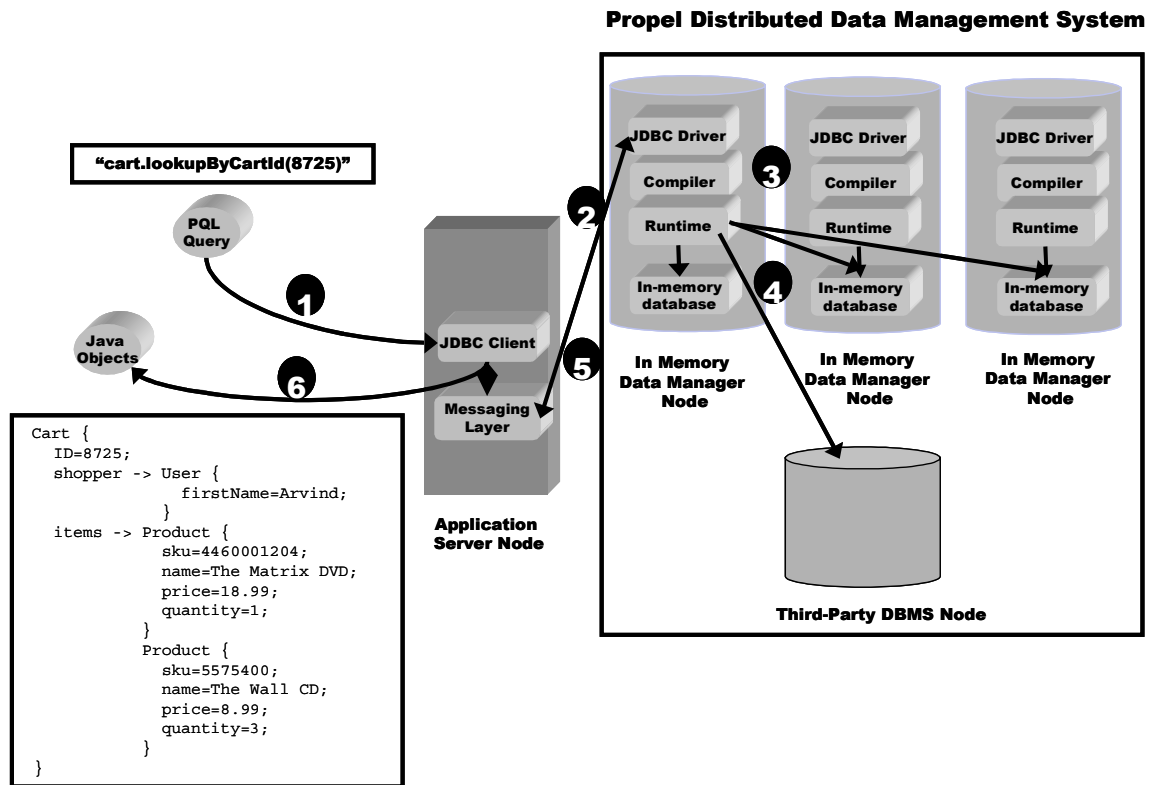 Propel Distributed Data Management System
“cart.lookupByCartId(8725)”
PQL
Query
1
Java
Objects
6
JDBC Client
Messaging
Layer
Application
Server Node
2
5
JDBC Driver
Compiler
Runtime
In-memory
database
In Memory
Data Manager
Node
3
4
JDBC Driver
Compiler
Runtime
In-memory
database
In Memory
Data Manager
Node
JDBC Driver
Compiler
Runtime
In-memory
database
In Memory
Data Manager
Node
Third-Party DBMS Node
Cart {
ID=8725;
shopper -> User {
firstName=Arvind;
}
items -> Product {
sku=4460001204;
name=The Matrix DVD;
price=18.99;
quantity=1;
}
Product {
sku=5575400;
name=The Wall CD;
price=8.99;
quantity=3;
}
}